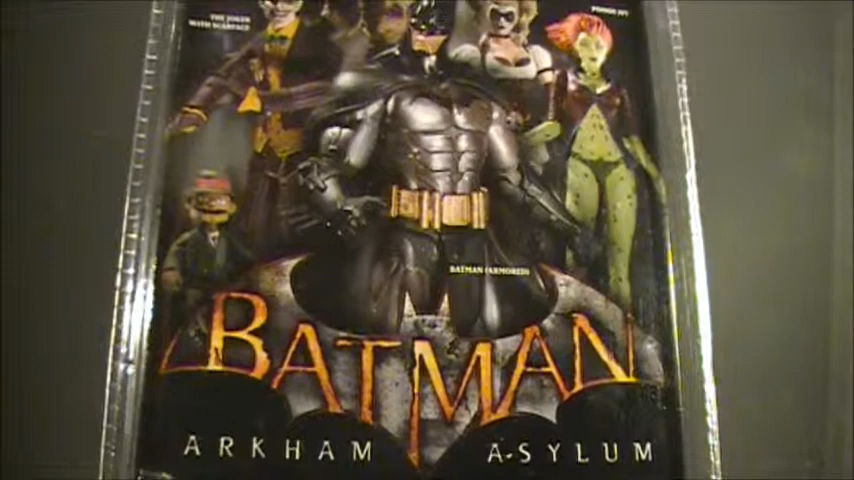 THE JOKER
WITH SCARFACE
POISON IVY
BATMAN (ARMORED)
BATMAN
ARKHAM ASYLUM